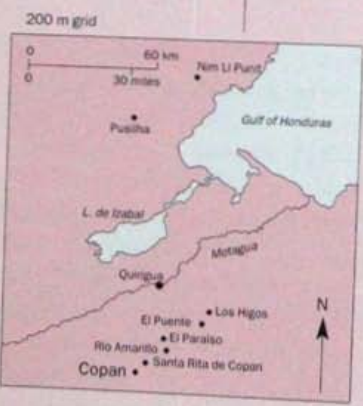 200 m grid
0 60 km
0 30 miles
Nim Li Punit
Pusilha
Gulf of Honduras
L. de Izabal
Motagua
Quirigua
Los Higos
El Puente
El Paraiso
Rio Amarillo
Santa Rita de Copan
Copan
N